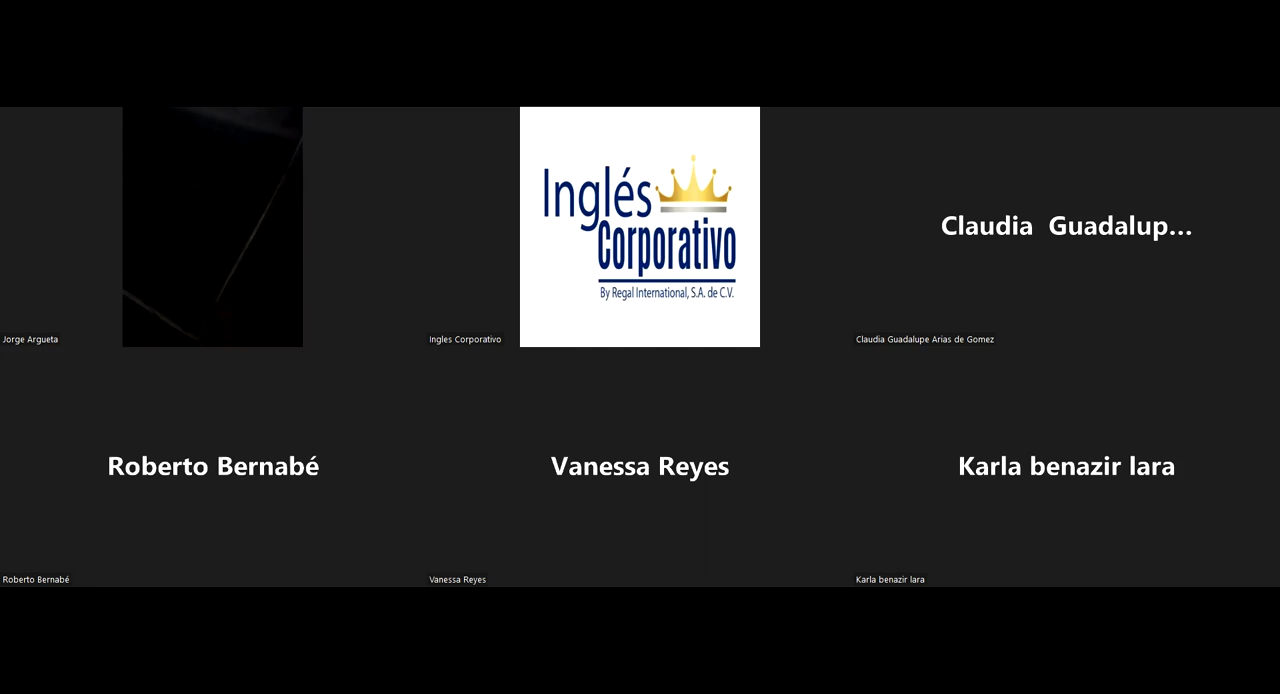 Inglés
Corporativo
By Regal International, S.A. de C.V.
Claudia  Guadalup...
Jorge Argueta
Ingles Corporativo
Claudia Guadalupe Arias de Gomez
Roberto Bernabé
Vanessa Reyes
Karla benazir lara
Roberto Bernabé
Vanessa Reyes
Karla benazir lara